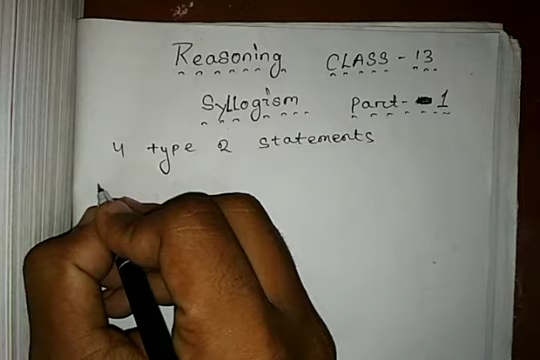 Reasoning CLASS - 13
Syllogism Part - 1
4 type 2 statements